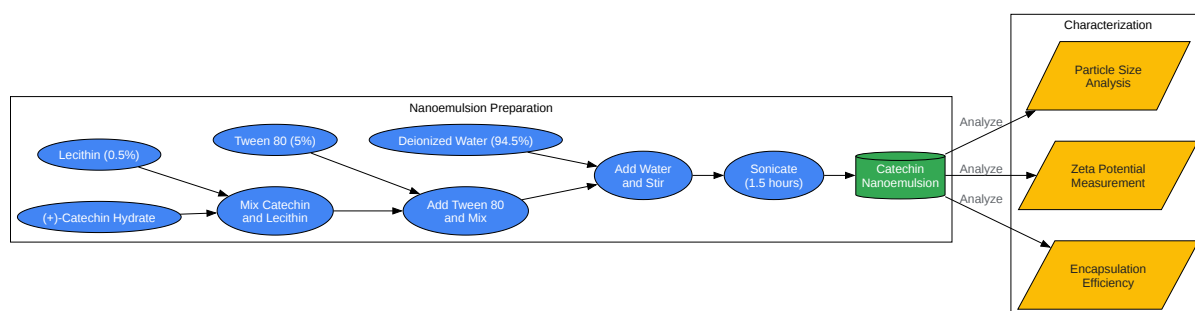 Characterization
Particle Size
Analysis
Nanoemulsion Preparation
Analyze
Lecithin (0.5%)
Tween 80 (5%)
Deionized Water (94.5%)
Add Water
and Stir
Sonicate
(1.5 hours)
Catechin
Nanoemulsion
Analyze
Zeta Potential
Measurement
(+)-Catechin Hydrate
Mix Catechin
and Lecithin
Add Tween 80
and Mix
Analyze
Encapsulation
Efficiency